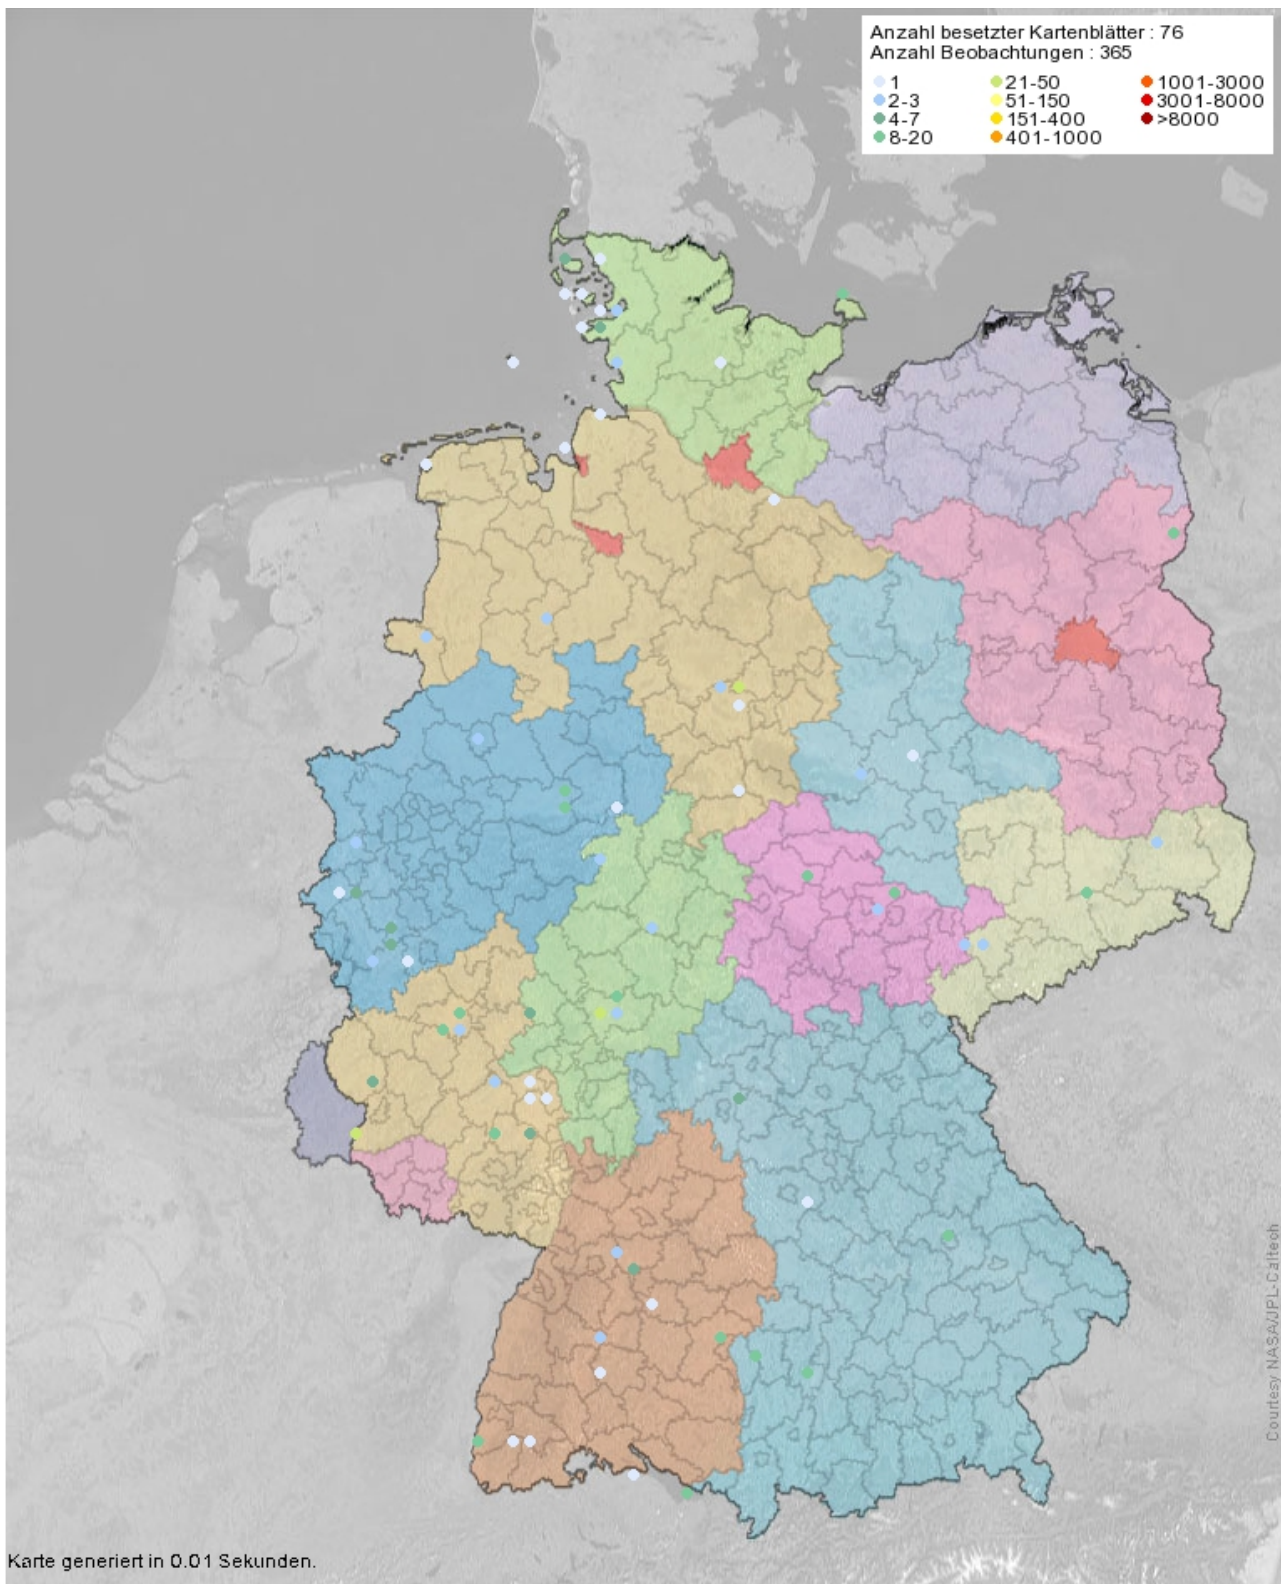 Anzahl besetzter Kartenblätter : 76
Anzahl Beobachtungen : 365
1 21-50 1001-3000
2-3 51-150 3001-8000
4-7 151-400 >8000
8-20 401-1000
Courtesy NASA/JPL-Caltech
Karte generiert in 0.01 Sekunden.